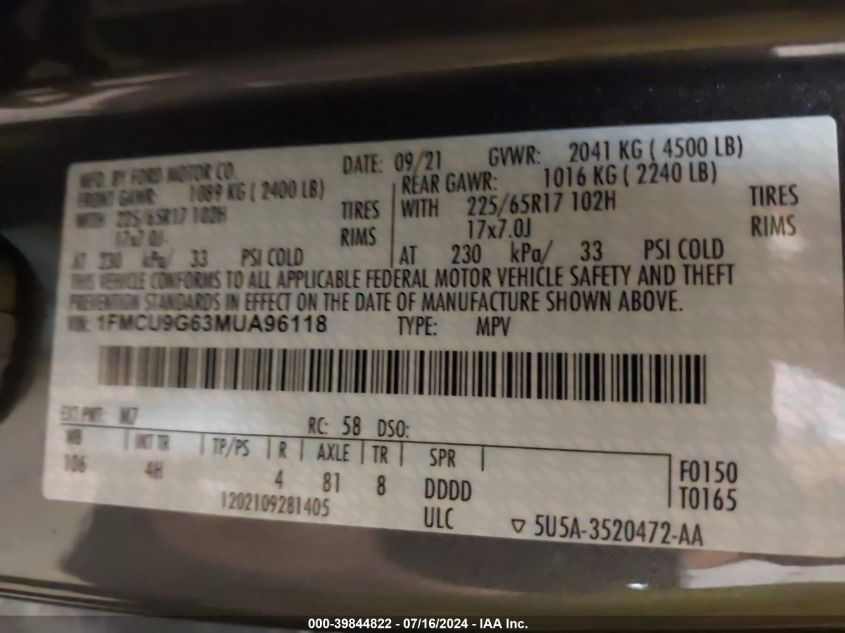 MFD. BY FORD MOTOR CO. DATE: 09/21 GVWR: 2041 KG ( 4500 LB)
FRONT GAWR: 1089 KG ( 2400 LB) REAR GAWR: 1016 KG ( 2240 LB)
WITH 225/65R17 102H TIRES WITH 225/65R17 102H TIRES
17x7.0J RIMS 17x7.0J RIMS
AT 230 kPa/ 33 PSI COLD AT 230 kPa/ 33 PSI COLD
THIS VEHICLE CONFORMS TO ALL APPLICABLE FEDERAL MOTOR VEHICLE SAFETY AND THEFT
PREVENTION STANDARDS IN EFFECT ON THE DATE OF MANUFACTURE SHOWN ABOVE.
VIN: 1FMCU9G63MUA96118 TYPE: MPV
EXT PNT: M7 RC: 58 DSO:
WB INT TR TP/PS R AXLE TR SPR
106 4H 4 81 8 DDDD
F0150
T0165
1202109281405 ULC ▽ 5U5A-3520472-AA
000-39844822 / 07/16/2024 - IAA Inc.